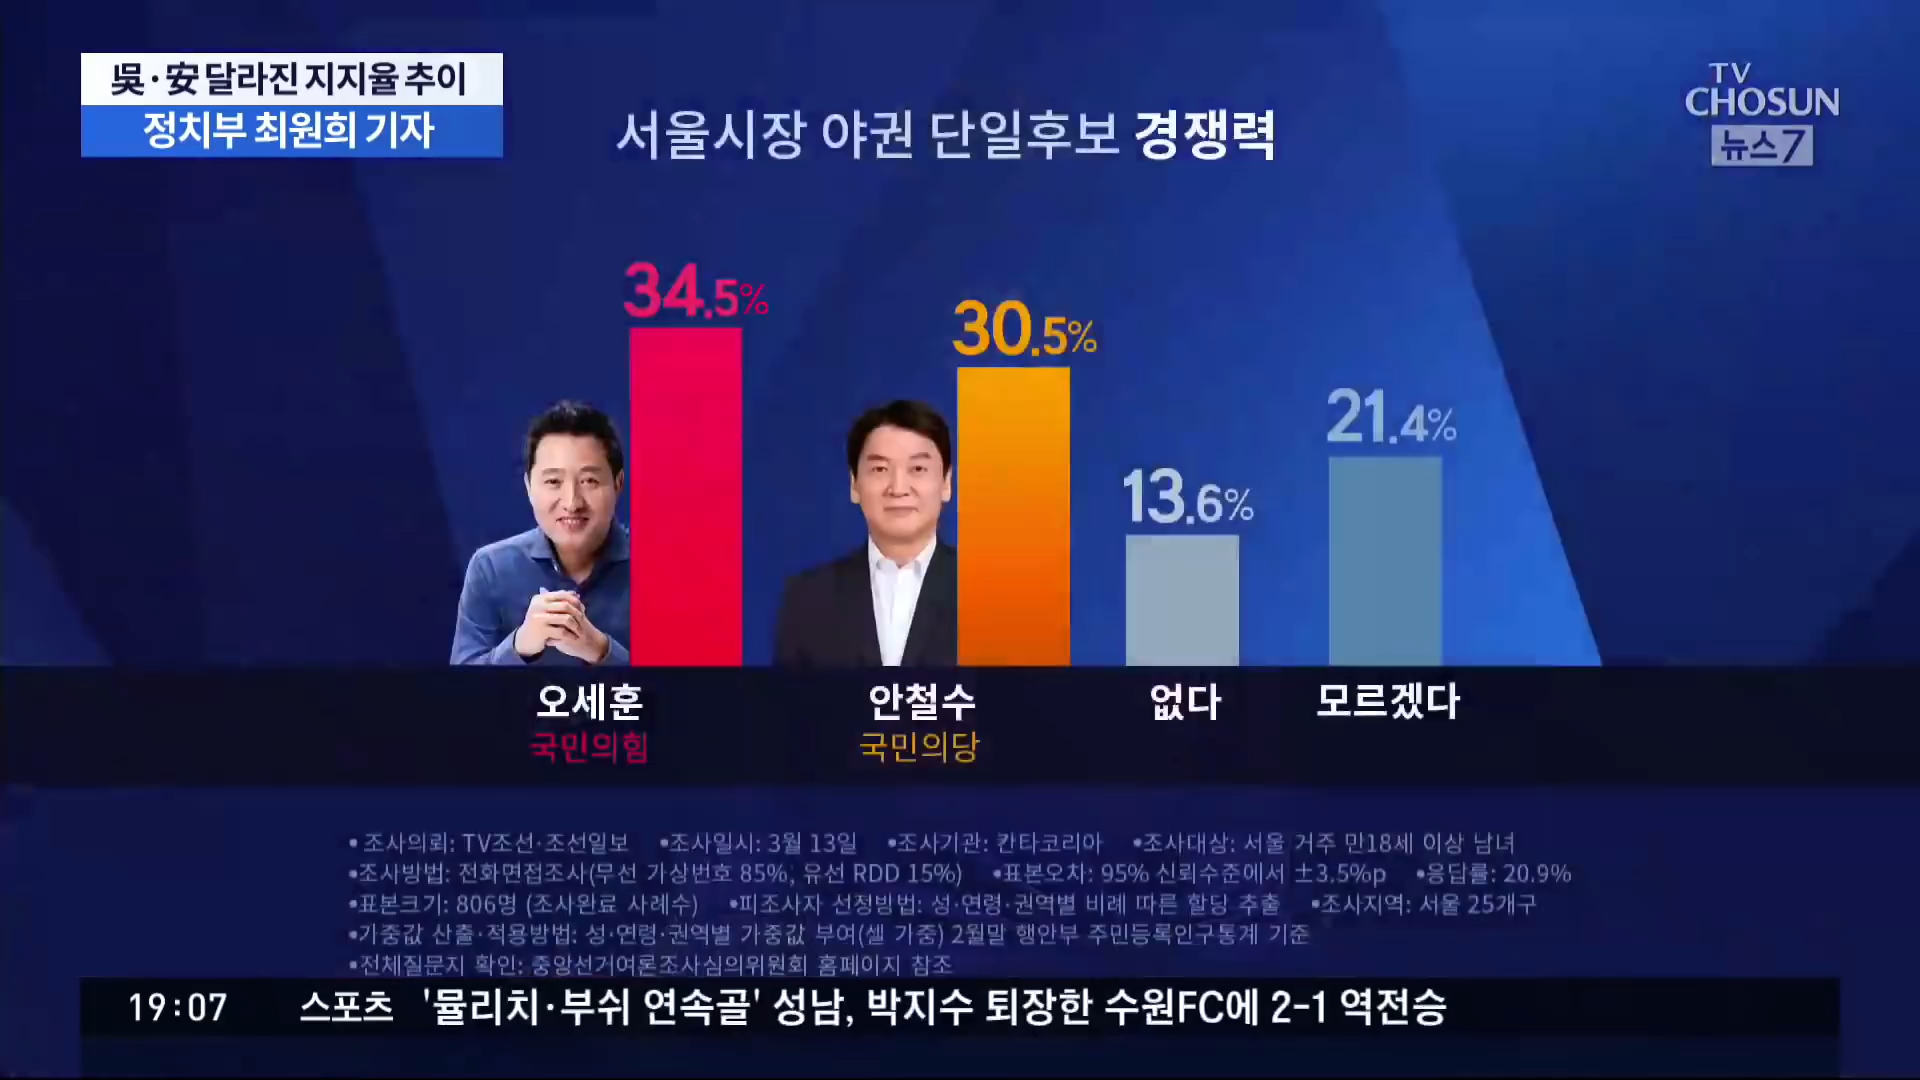 吳·安 달라진 지지율 추이
정치부 최원희 기자
서울시장 야권 단일후보 경쟁력
TV
CHOSUN
뉴스7
34.5%
30.5%
13.6%
21.4%
오세훈
국민의힘
안철수
국민의당
없다
모르겠다
•조사의뢰: TV조선·조선일보 •조사일시: 3월 13일 •조사기관: 칸타코리아 •조사대상: 서울 거주 만18세 이상 남녀
•조사방법: 전화면접조사(무선 가상번호 85%, 유선 RDD 15%) •표본오차: 95% 신뢰수준에서 ±3.5%p •응답률: 20.9%
•표본크기: 806명 (조사완료 사례수) •피조사자 선정방법: 성·연령·권역별 비례 따른 할당 추출 •조사지역: 서울 25개구
•가중값 산출·적용방법: 성·연령·권역별 가중값 부여(셀 가중) 2월말 행안부 주민등록인구통계 기준
•전체질문지 확인: 중앙선거여론조사심의위원회 홈페이지 참조
19:07 스포츠 '뮬리치·부쉬 연속골' 성남, 박지수 퇴장한 수원FC에 2-1 역전승